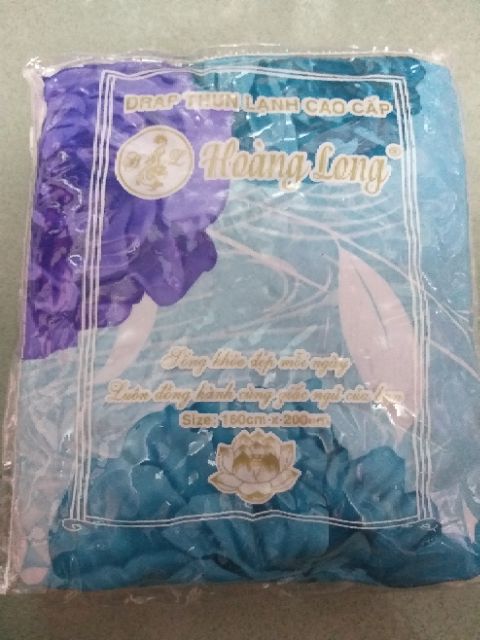 DRAP THUN LẠNH CAO CẤP
H L
Hoàng Long®
Sống khỏe đẹp mỗi ngày
Luôn đồng hành cùng giấc ngủ của bạn
Size: 160cm x 200cm